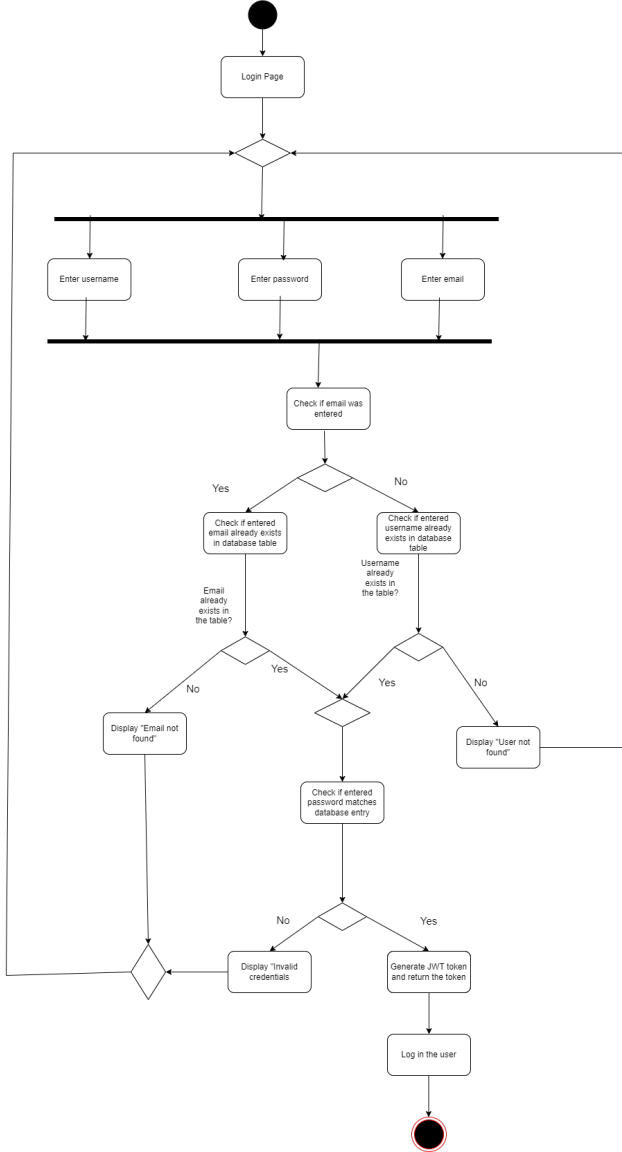 Login Page
Enter username
Enter password
Enter email
Check if email was
entered
Yes
No
Check if entered
email already exists
in database table
Check if entered
username already
exists in database
table
Email
already
exists in
the table?
Username
already
exists in
the table?
No
Yes
Yes
No
Display "Email not
found"
Display "User not
found"
Check if entered
password matches
database entry
No
Yes
Display "Invalid
credentials
Generate JWT token
and return the token
Log in the user